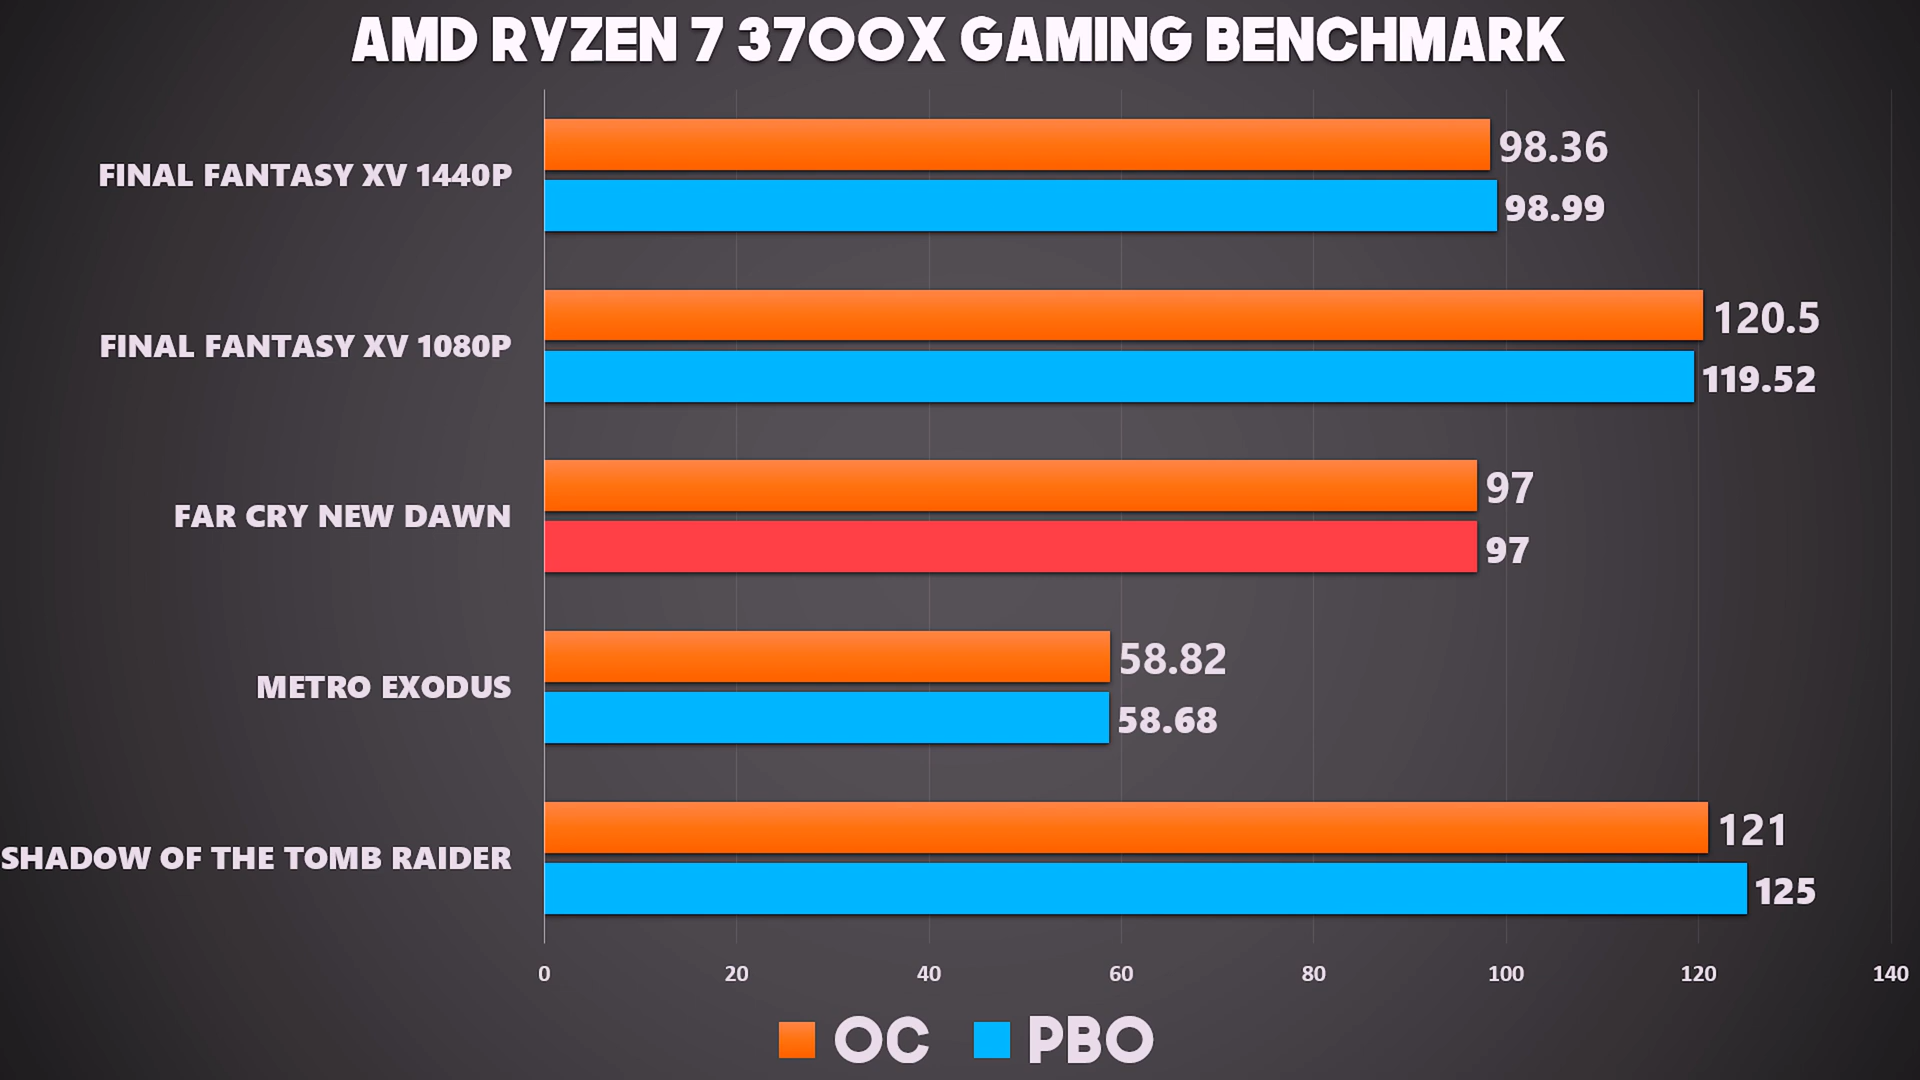 AMD RYZEN 7 3700X GAMING BENCHMARK
FINAL FANTASY XV 1440P
98.36
98.99
FINAL FANTASY XV 1080P
120.5
119.52
FAR CRY NEW DAWN
97
97
METRO EXODUS
58.82
58.68
SHADOW OF THE TOMB RAIDER
121
125
0 20 40 60 80 100 120 140
OC PBO